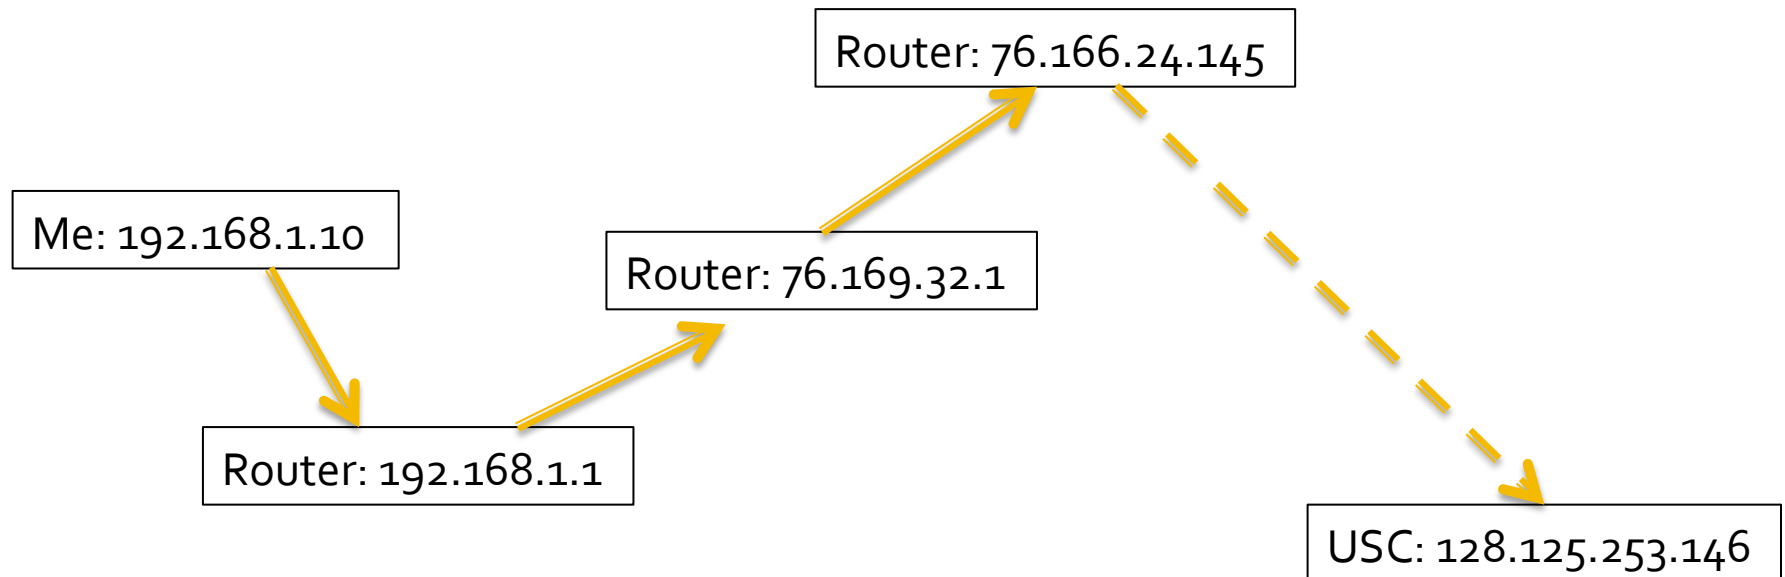 Router: 76.166.24.145
Me: 192.168.1.10
Router: 76.169.32.1
Router: 192.168.1.1
USC: 128.125.253.146